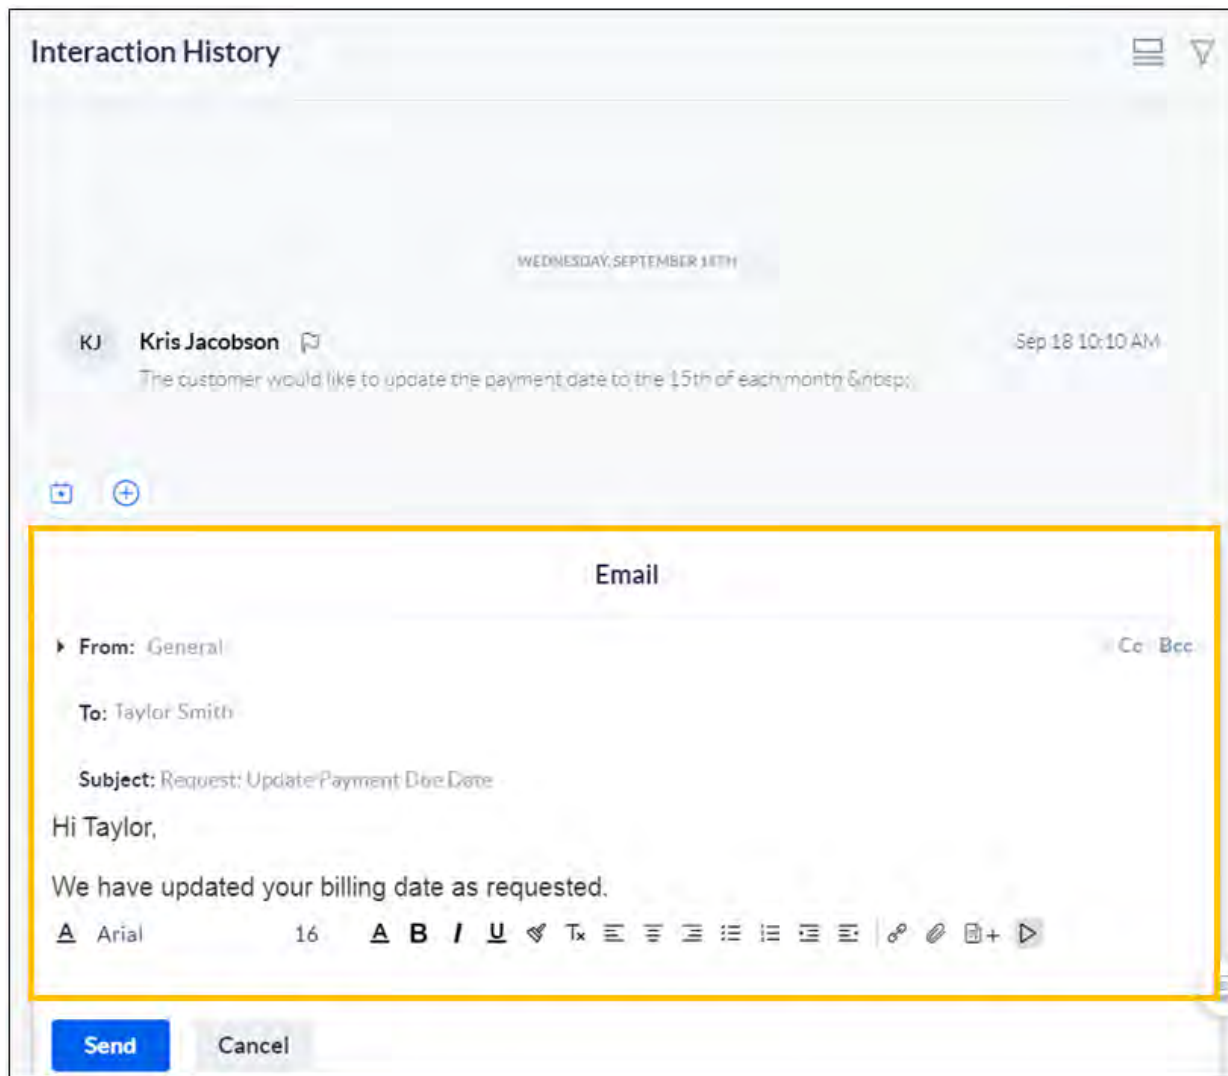 Interaction History
WEDNESDAY, SEPTEMBER 18TH
KJ Kris Jacobson Sep 18 10:10 AM
The customer would like to update the payment date to the 15th of each month &nbsp;
Email
From: General Cc Bcc
To: Taylor Smith
Subject: Request: Update Payment Due Date
Hi Taylor,
We have updated your billing date as requested.
A Arial 16 A B I U Tx
Send Cancel